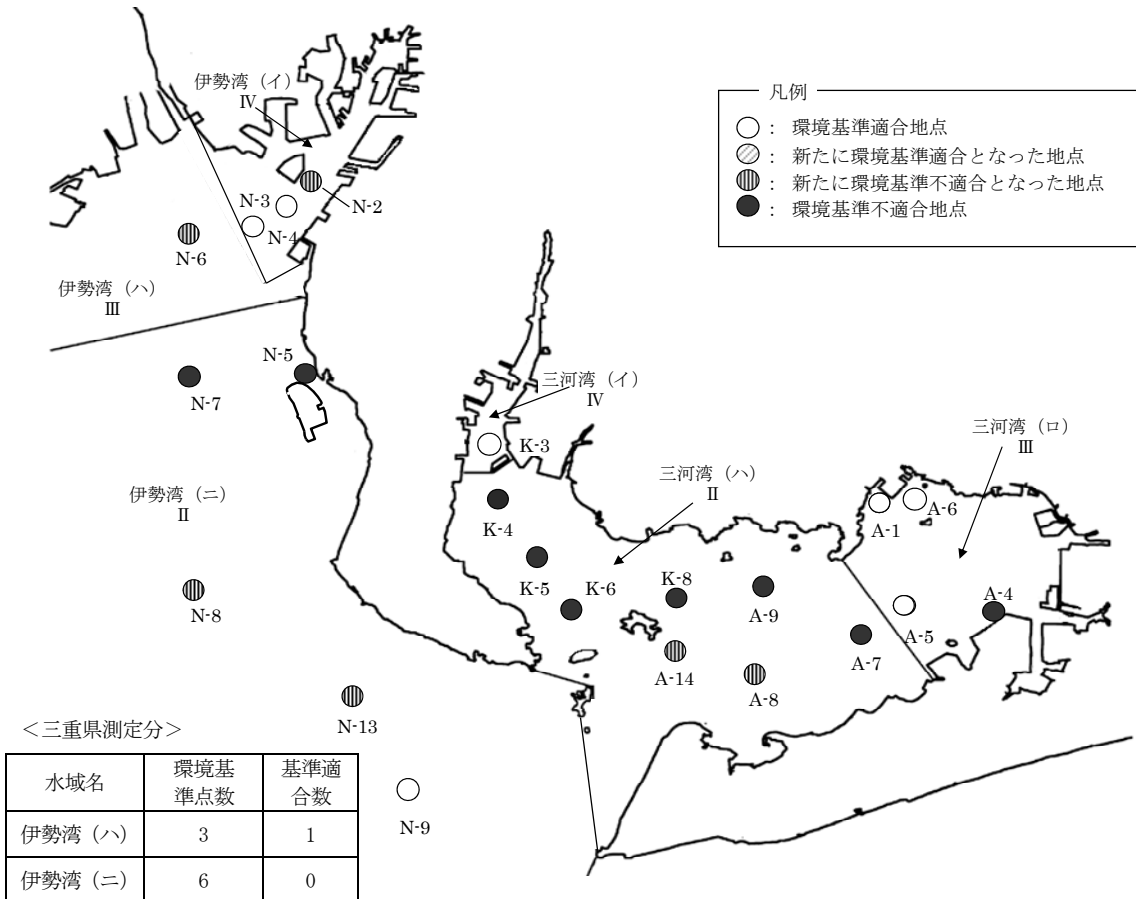 伊勢湾（イ）
Ⅳ
N-3
N-2
N-4
N-6
伊勢湾（ハ）
Ⅲ
N-5
N-7
伊勢湾（ニ）
Ⅱ
N-8
N-13
N-9
凡例
： 環境基準適合地点
： 新たに環境基準適合となった地点
： 新たに環境基準不適合となった地点
： 環境基準不適合地点
三河湾（イ）
Ⅳ
K-3
三河湾（ハ）
Ⅱ
K-4
K-5
K-6
K-8
A-9
A-14
A-8
A-7
三河湾（ロ）
Ⅲ
A-6
A-1
A-4
A-5
＜三重県測定分＞
水域名 環境基準点数 基準適合数
伊勢湾（ハ） 3 1
伊勢湾（ニ） 6 0